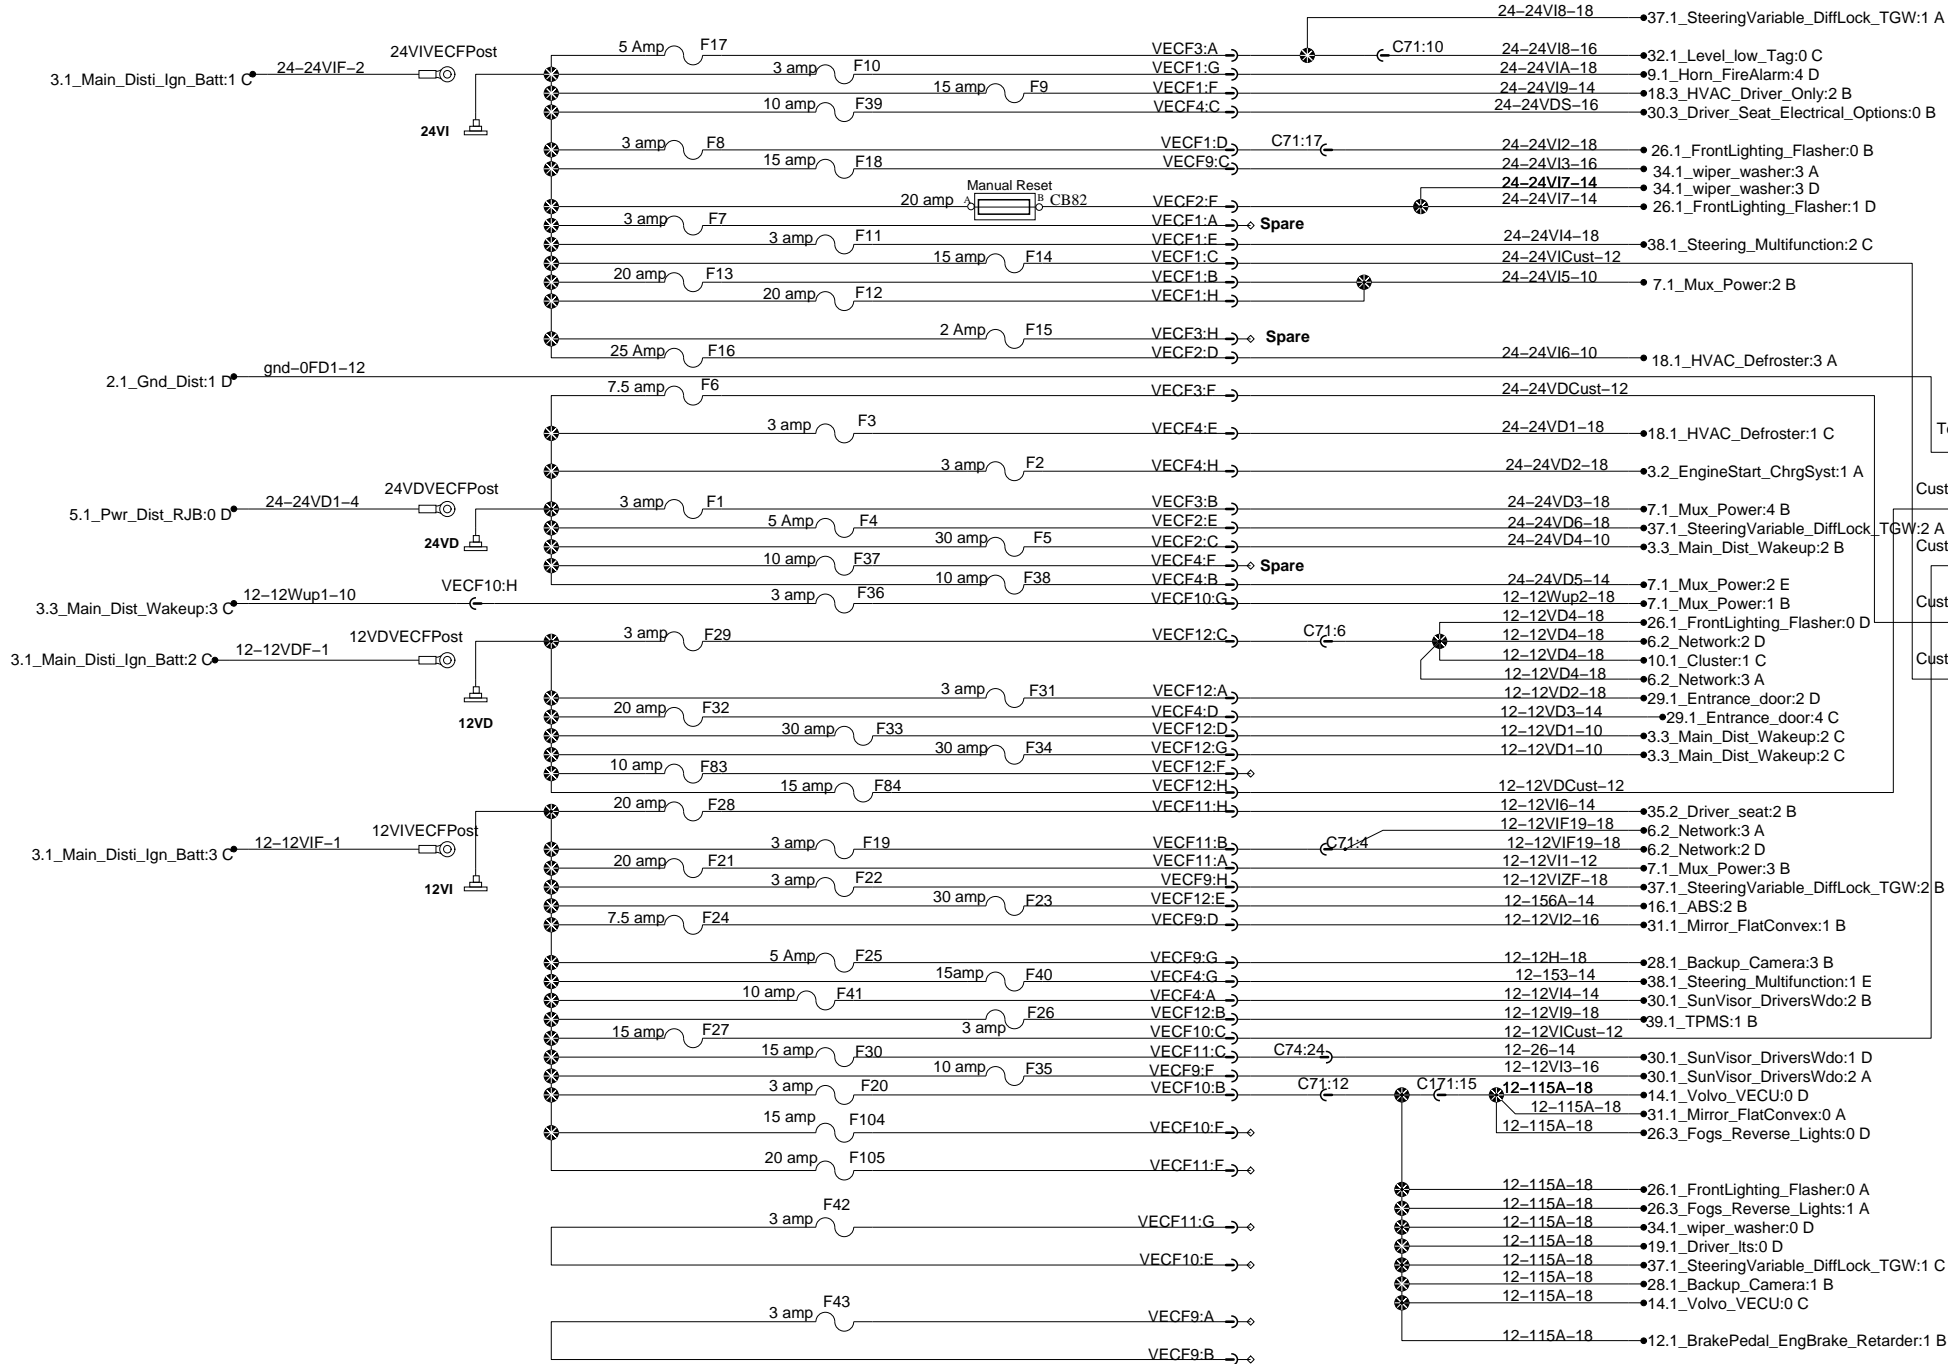 24−24VI8−18 37.1_SteeringVariable_DiffLock_TGW:1 A
24VIVECFPost 5 Amp F17 VECF3:A C71:10 24−24VI8−16 32.1_Level_low_Tag:0 C
3.1_Main_Disti_Ign_Batt:1 C 24−24VIF−2 3 amp F10 VECF1:G 24−24VIA−18 9.1_Horn_FireAlarm:4 D
15 amp F9 VECF1:F 24−24VI9−14 18.3_HVAC_Driver_Only:2 B
24VI 10 amp F39 VECF4:C 24−24VDS−16 30.3_Driver_Seat_Electrical_Options:0 B
3 amp F8 VECF1:D C71:17 24−24VI2−18 26.1_FrontLighting_Flasher:0 B
15 amp F18 VECF9:C 24−24VI3−16 34.1_wiper_washer:3 A
Manual Reset 24−24VI7−14 34.1_wiper_washer:3 D
20 amp A B CB82 VECF2:F 24−24VI7−14 26.1_FrontLighting_Flasher:1 D
3 amp F7 VECF1:A Spare
3 amp F11 VECF1:E 24−24VI4−18 38.1_Steering_Multifunction:2 C
15 amp F14 VECF1:C 24−24VICust−12
20 amp F13 VECF1:B 24−24VI5−10 7.1_Mux_Power:2 B
20 amp F12 VECF1:H
2 Amp F15 VECF3:H Spare
25 Amp F16 VECF2:D 24−24VI6−10 18.1_HVAC_Defroster:3 A
2.1_Gnd_Dist:1 D gnd−0FD1−12
7.5 amp F6 VECF3:F 24−24VDCust−12
3 amp F3 VECF4:E 24−24VD1−18 18.1_HVAC_Defroster:1 C
3 amp F2 VECF4:H 24−24VD2−18 3.2_EngineStart_ChrgSyst:1 A
24VDVECFPost Cust
5.1_Pwr_Dist_RJB:0 D 24−24VD1−4 3 amp F1 VECF3:B 24−24VD3−18 7.1_Mux_Power:4 B
5 Amp F4 VECF2:E 24−24VD6−18 37.1_SteeringVariable_DiffLock_TGW:2 A
24VD 30 amp F5 VECF2:C 24−24VD4−10 3.3_Main_Dist_Wakeup:2 B Cust
10 amp F37 VECF4:F Spare
10 amp F38 VECF4:B 24−24VD5−14 7.1_Mux_Power:2 E
3.3_Main_Dist_Wakeup:3 C 12−12Wup1−10 VECF10:H 3 amp F36 VECF10:G 12−12Wup2−18 7.1_Mux_Power:1 B Cust
12−12VD4−18 26.1_FrontLighting_Flasher:0 D
12VDVECFPost 3 amp F29 VECF12:C C71:6 12−12VD4−18 6.2_Network:2 D
3.1_Main_Disti_Ign_Batt:2 C 12−12VDF−1 12−12VD4−18 10.1_Cluster:1 C Cust
12−12VD4−18 6.2_Network:3 A
3 amp F31 VECF12:A 12−12VD2−18 29.1_Entrance_door:2 D
12VD 20 amp F32 VECF4:D 12−12VD3−14 29.1_Entrance_door:4 C
30 amp F33 VECF12:D 12−12VD1−10 3.3_Main_Dist_Wakeup:2 C
30 amp F34 VECF12:G 12−12VD1−10 3.3_Main_Dist_Wakeup:2 C
10 amp F83 VECF12:F
15 amp F84 VECF12:H 12−12VDCust−12
20 amp F28 VECF11:H 12−12VI6−14 35.2_Driver_seat:2 B
12VIVECFPost 12−12VIF19−18 6.2_Network:3 A
3.1_Main_Disti_Ign_Batt:3 C 12−12VIF−1 3 amp F19 VECF11:B C71:4 12−12VIF19−18 6.2_Network:2 D
20 amp F21 VECF11:A 12−12VI1−12 7.1_Mux_Power:3 B
12VI 3 amp F22 VECF9:H 12−12VIZF−18 37.1_SteeringVariable_DiffLock_TGW:2 B
30 amp F23 VECF12:E 12−156A−14 16.1_ABS:2 B
7.5 amp F24 VECF9:D 12−12VI2−16 31.1_Mirror_FlatConvex:1 B
5 Amp F25 VECF9:G 12−12H−18 28.1_Backup_Camera:3 B
15amp F40 VECF4:G 12−153−14 38.1_Steering_Multifunction:1 E
10 amp F41 VECF4:A 12−12VI4−14 30.1_SunVisor_DriversWdo:2 B
3 amp F26 VECF12:B 12−12VI9−18 39.1_TPMS:1 B
15 amp F27 VECF10:C 12−12VICust−12
15 amp F30 VECF11:C C74:24 12−26−14 30.1_SunVisor_DriversWdo:1 D
10 amp F35 VECF9:F 12−12VI3−16 30.1_SunVisor_DriversWdo:2 A
3 amp F20 VECF10:B C71:12 C171:15 12−115A−18 14.1_Volvo_VECU:0 D
12−115A−18 31.1_Mirror_FlatConvex:0 A
15 amp F104 VECF10:F 12−115A−18 26.3_Fogs_Reverse_Lights:0 D
20 amp F105 VECF11:F
12−115A−18 26.1_FrontLighting_Flasher:0 A
F42 12−115A−18 26.3_Fogs_Reverse_Lights:1 A
3 amp VECF11:G 12−115A−18 34.1_wiper_washer:0 D
12−115A−18 19.1_Driver_lts:0 D
VECF10:E 12−115A−18 37.1_SteeringVariable_DiffLock_TGW:1 C
12−115A−18 28.1_Backup_Camera:1 B
F43 12−115A−18 14.1_Volvo_VECU:0 C
3 amp VECF9:A
12−115A−18 12.1_BrakePedal_EngBrake_Retarder:1 B
VECF9:B